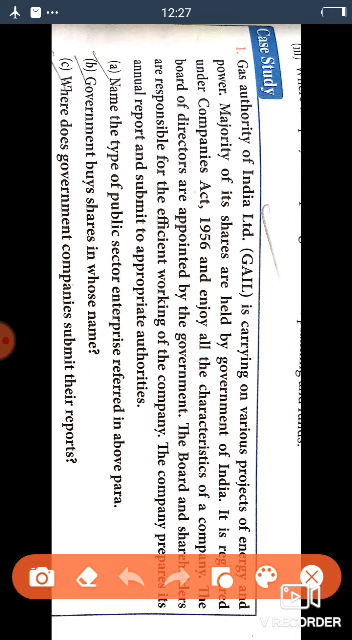 12:27
Case Study
1. Gas authority of India Ltd. (GAIL) is carrying on various projects of energy and
power. Majority of its shares are held by government of India. It is
under Companies Act, 1956 and enjoy all the characteristics of a company. The
board of directors are appointed by the government. The Board and shareholders
are responsible for the efficient working of the company. The company prepares its
annual report and submit to appropriate authorities.
(a) Name the type of public sector enterprise referred in above para.
(b) Government buys shares in whose name?
(c) Where does government companies submit their reports?
V RECORDER